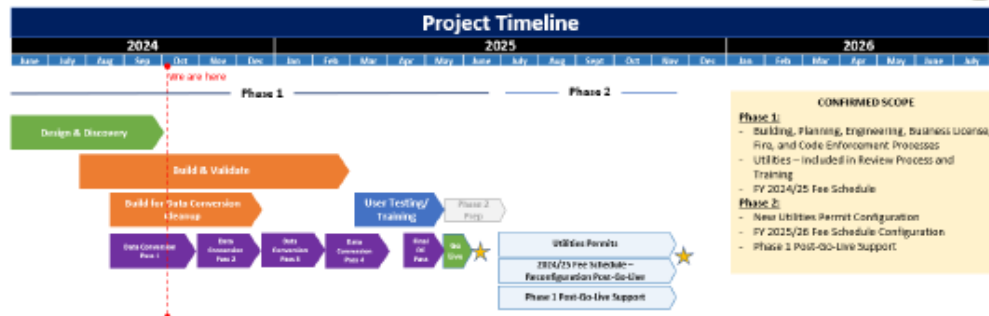 Project Timeline
2024 2025 2026
June July Aug Sep Oct Nov Dec Jan Feb Mar Apr May June July Aug Sept Oct Nov Dec Jan Feb Mar Apr May June July
We are here
Phase 1 Phase 2
CONFIRMED SCOPE
Phase 1:
- Building, Planning, Engineering, Business License,
Fire, and Code Enforcement Processes
- Utilities – Included in Review Process and
Training
- FY 2024/25 Fee Schedule
Phase 2:
- New Utilities Permit Configuration
- FY 2025/26 Fee Schedule Configuration
- Phase 1 Post-Go-Live Support
Design & Discovery
Build & Validate
Build for Data Conversion
Cleanup
User Testing/
Training
Phase 2
Prep
Data Conversion
Pass 1
Data
Conversion
Pass 2
Data
Conversion
Pass 3
Data
Conversion
Pass 4
Final
DC
Pass
Go
Live
Utilities Permits
2024/25 Fee Schedule –
Reconfiguration Post-Go-Live
Phase 1 Post-Go-Live Support